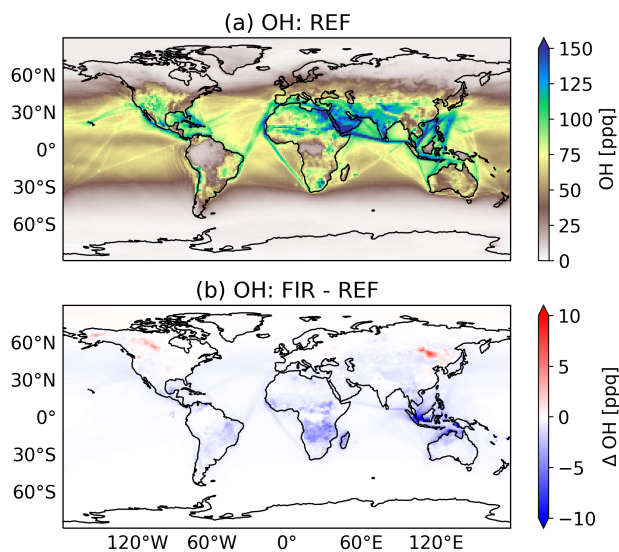 (a) OH: REF
60°N
30°N
0°
30°S
60°S
150
125
100
75
50
25
0
OH [ppq]
(b) OH: FIR - REF
60°N
30°N
0°
30°S
60°S
120°W 60°W 0° 60°E 120°E
10
5
0
−5
−10
Δ OH [ppq]